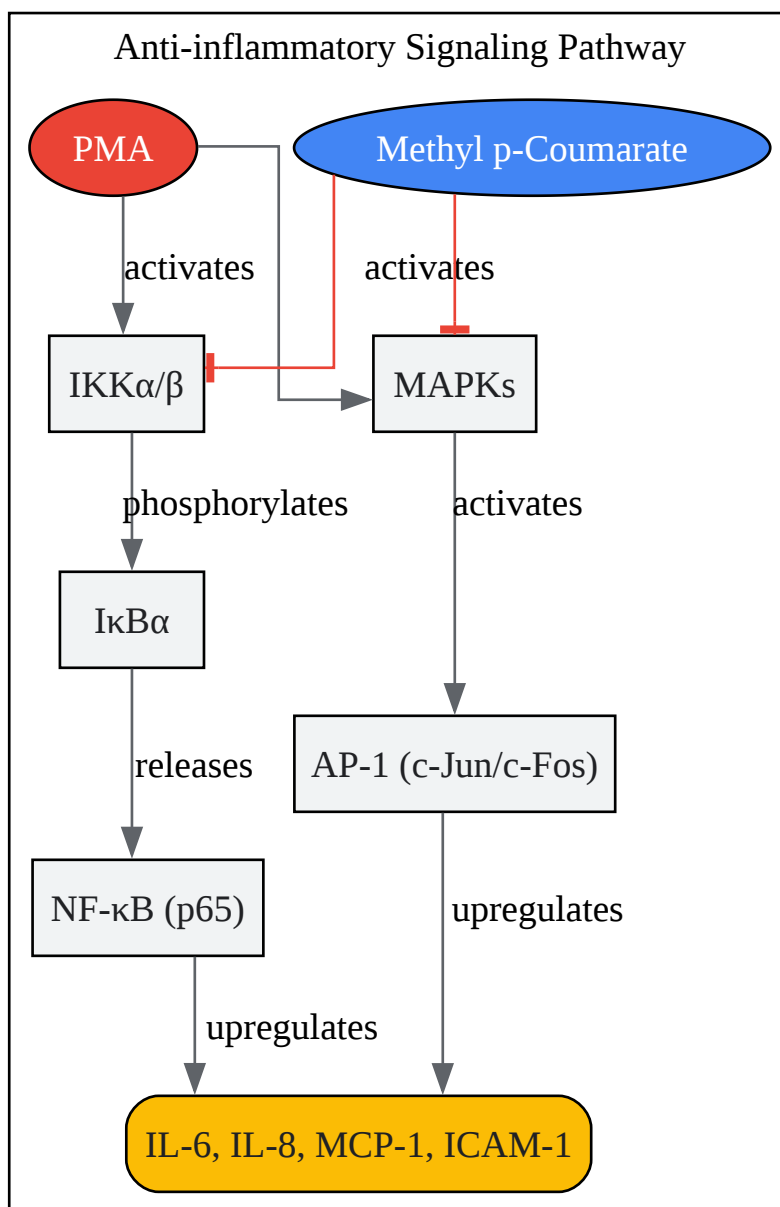 Anti-inflammatory Signaling Pathway
PMA
Methyl p-Coumarate
activates
activates
IKKα/β
MAPKs
phosphorylates
activates
IκBα
releases
AP-1 (c-Jun/c-Fos)
NF-κB (p65)
upregulates
upregulates
IL-6, IL-8, MCP-1, ICAM-1